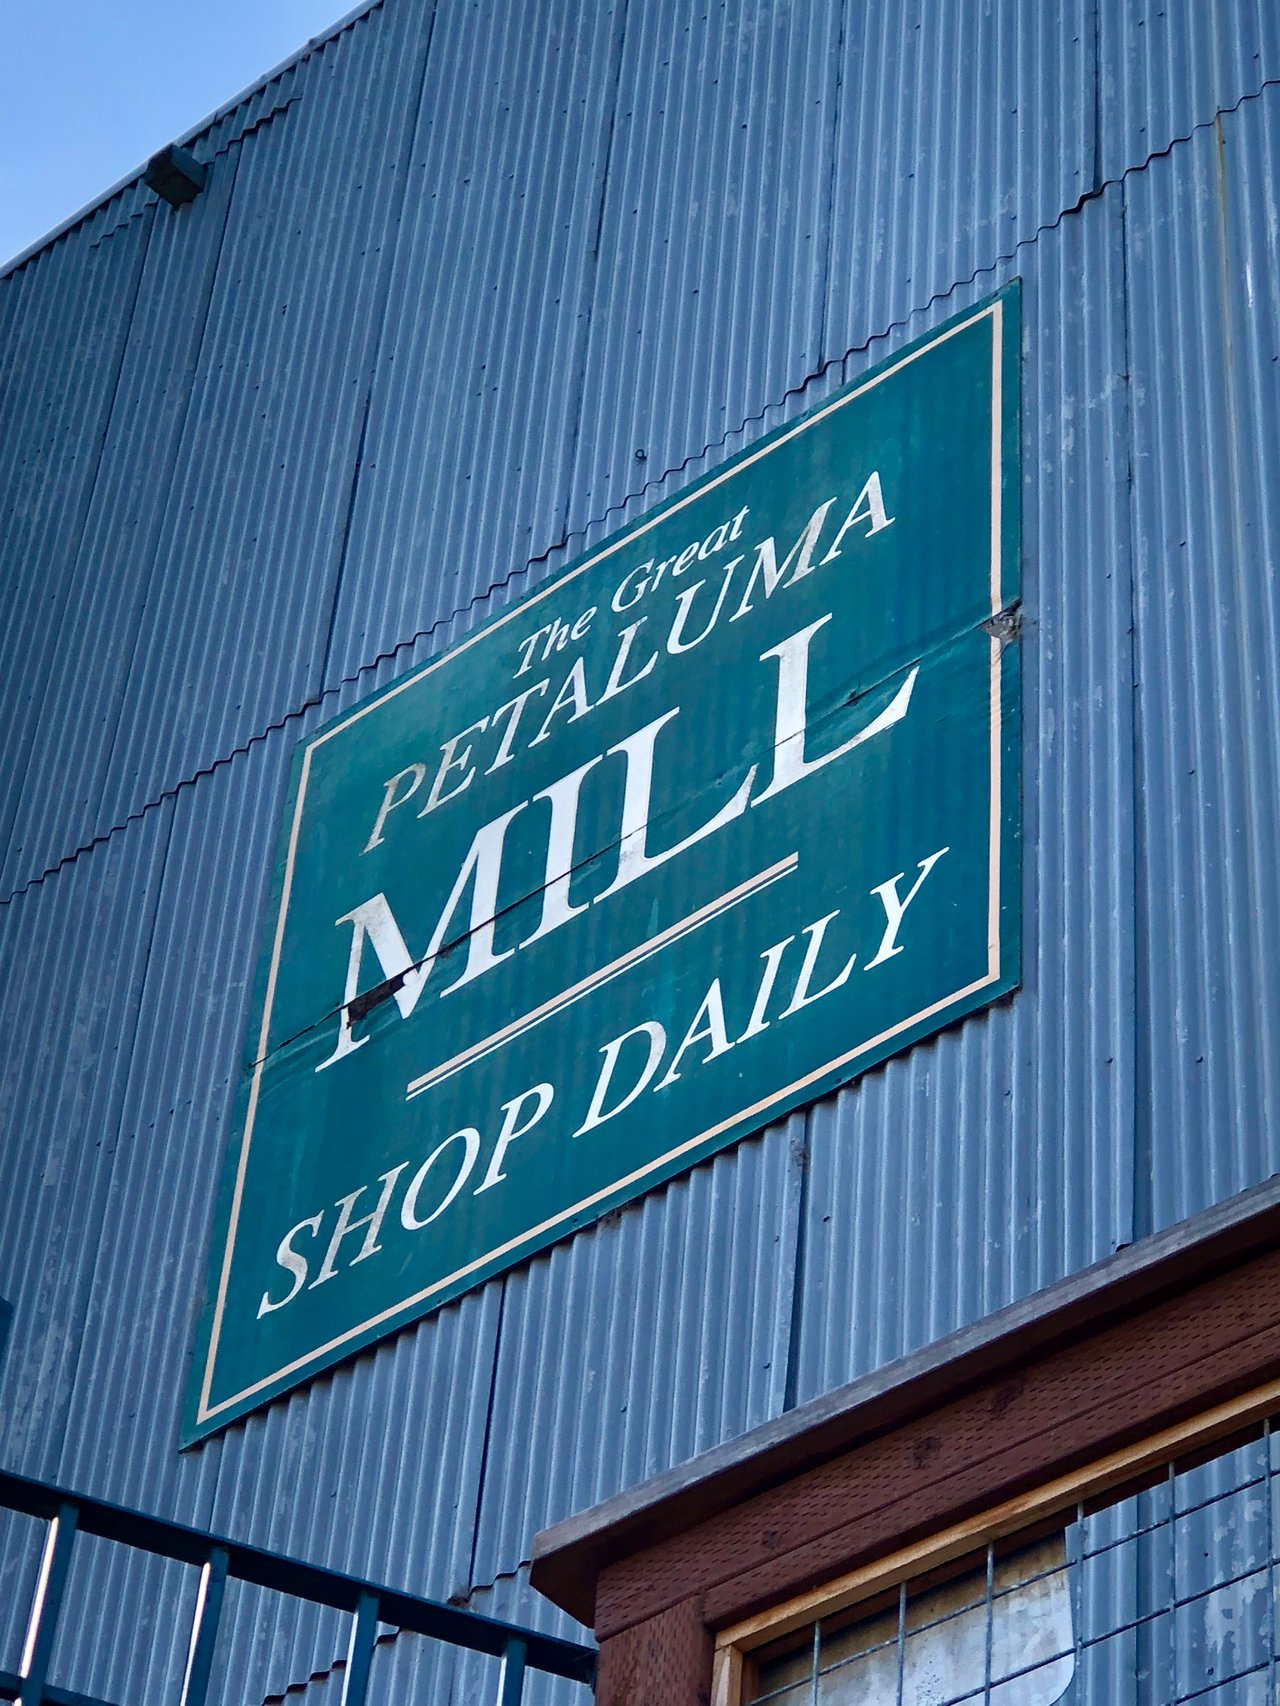 The Great
PETALUMA
MILL
SHOP DAILY